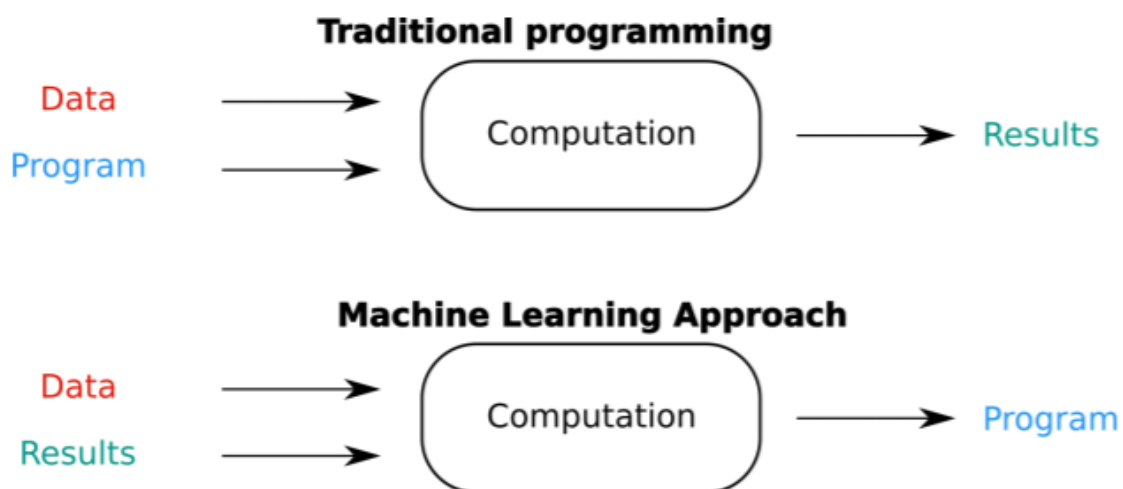 Traditional programming
Data
Program
Computation
Results
Machine Learning Approach
Data
Results
Computation
Program